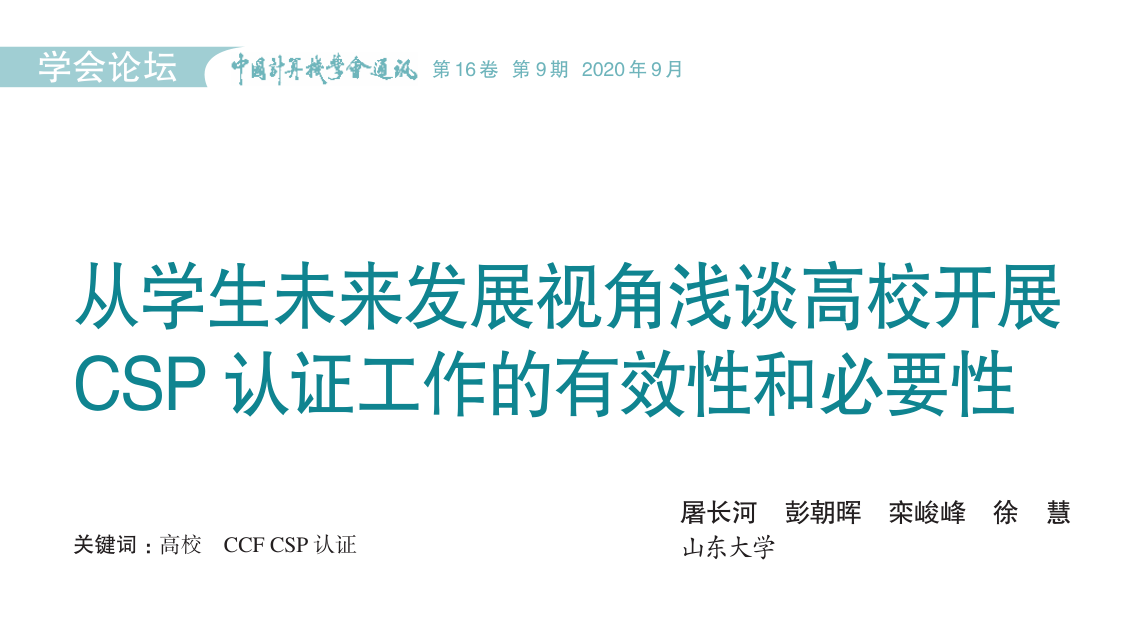 学会论坛 中国计算机学会通讯 第16卷 第9期 2020年9月
从学生未来发展视角浅谈高校开展
CSP 认证工作的有效性和必要性
屠长河 彭朝晖 栾峻峰 徐 慧
关键词：高校 CCF CSP 认证
山东大学